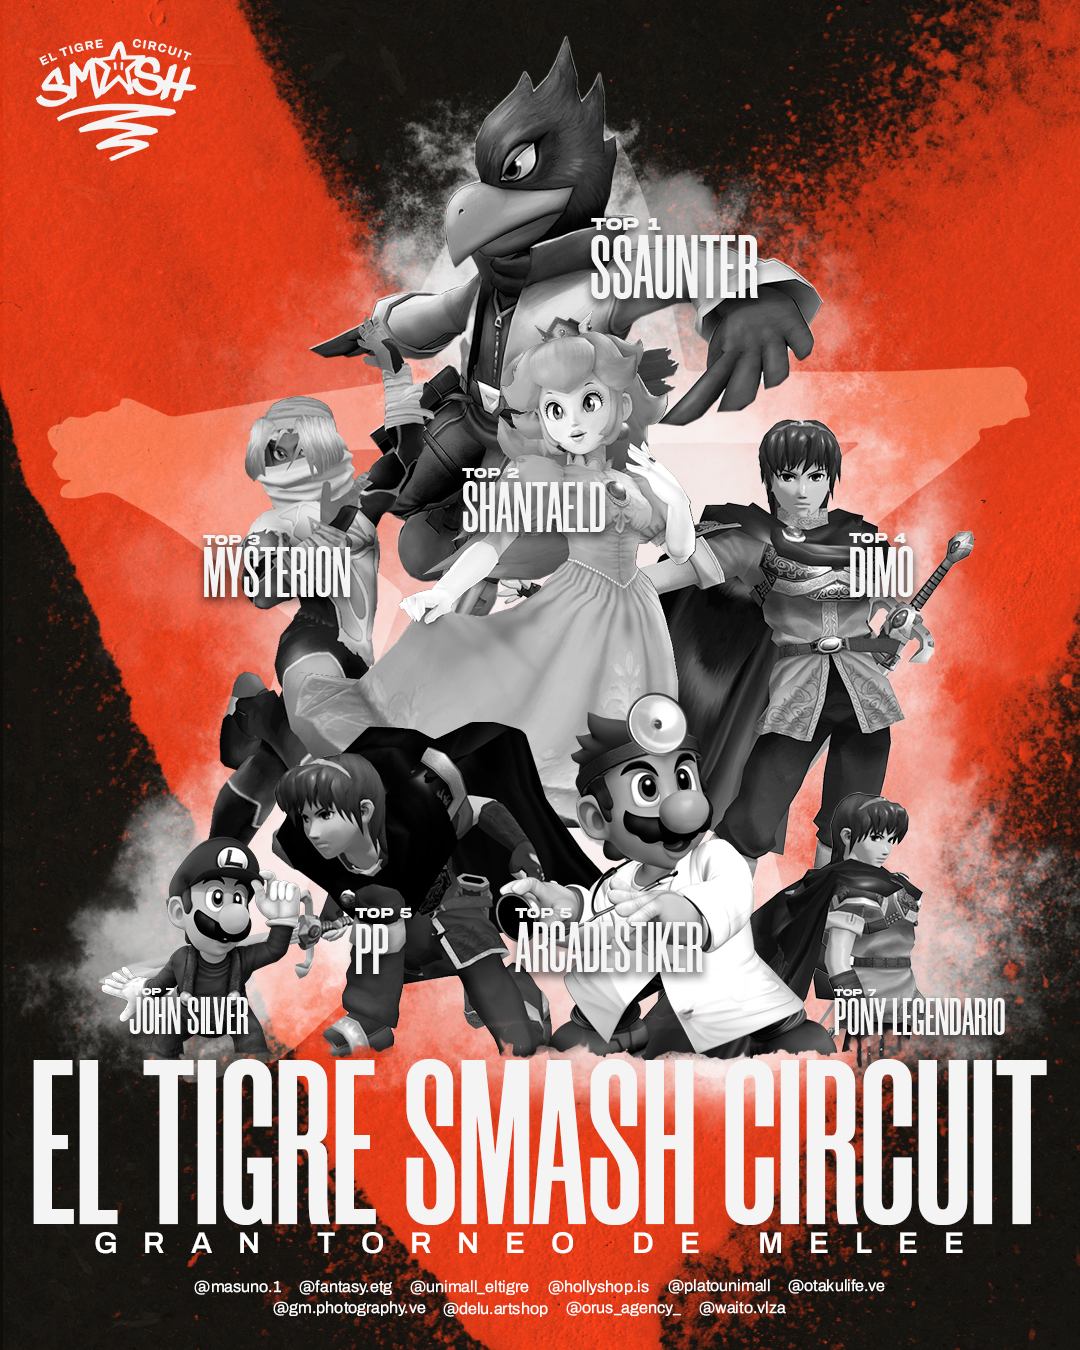 EL TIGRE CIRCUIT
SMASH
TOP 1
SSAUNTER
TOP 2
SHANTAELD
TOP 3
MYSTERION
TOP 4
DIMO
TOP 5
PP
TOP 5
ARCADESTIKER
TOP 7
JOHN SILVER
TOP 7
PONY LEGENDARIO
EL TIGRE SMASH CIRCUIT
GRAN TORNEO DE MELEE
@masuno.1 @fantasy.etg @unimall_eltigre @hollyshop.is @platounimall @otakulife.ve
@gm.photography.ve @delu.artshop @orus_agency_ @waito.vlza